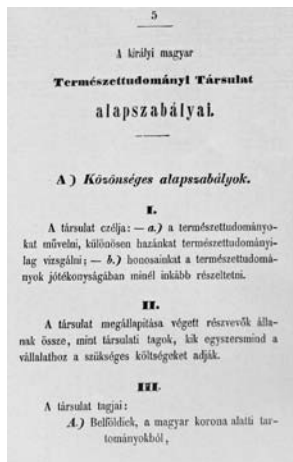 5
A királyi magyar
Természettudományi Társulat
alapszabályai.
A) Közönséges alapszabályok.
I.
A társulat czélja: — a.) a természettudományo-
kat művelni, különösen hazánkat természettudományi-
lag vizsgálni; — b.) honosainkat a természettudomá-
nyok jótékonyságában minél inkább részeltetni.
II.
A társulat megállapítása végett részvevők álla-
nak össze, mint társulati tagok, kik egyszersmind a
vállalathoz a szükséges költségeket adják.
III.
A társulat tagjai:
A.) Belföldiek, a magyar korona alatti tar-
tományokból,